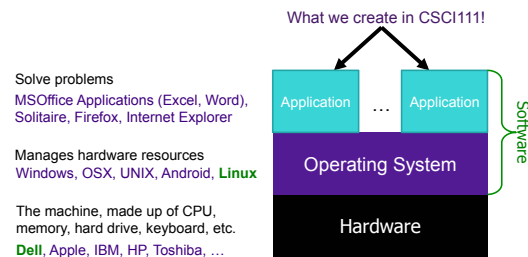 What we create in CSCI111!
Solve problems
MSOffice Applications (Excel, Word),
Solitaire, Firefox, Internet Explorer
Application
…
Application
Software
Manages hardware resources
Windows, OSX, UNIX, Android, Linux
Operating System
The machine, made up of CPU,
memory, hard drive, keyboard, etc.
Dell, Apple, IBM, HP, Toshiba, …
Hardware